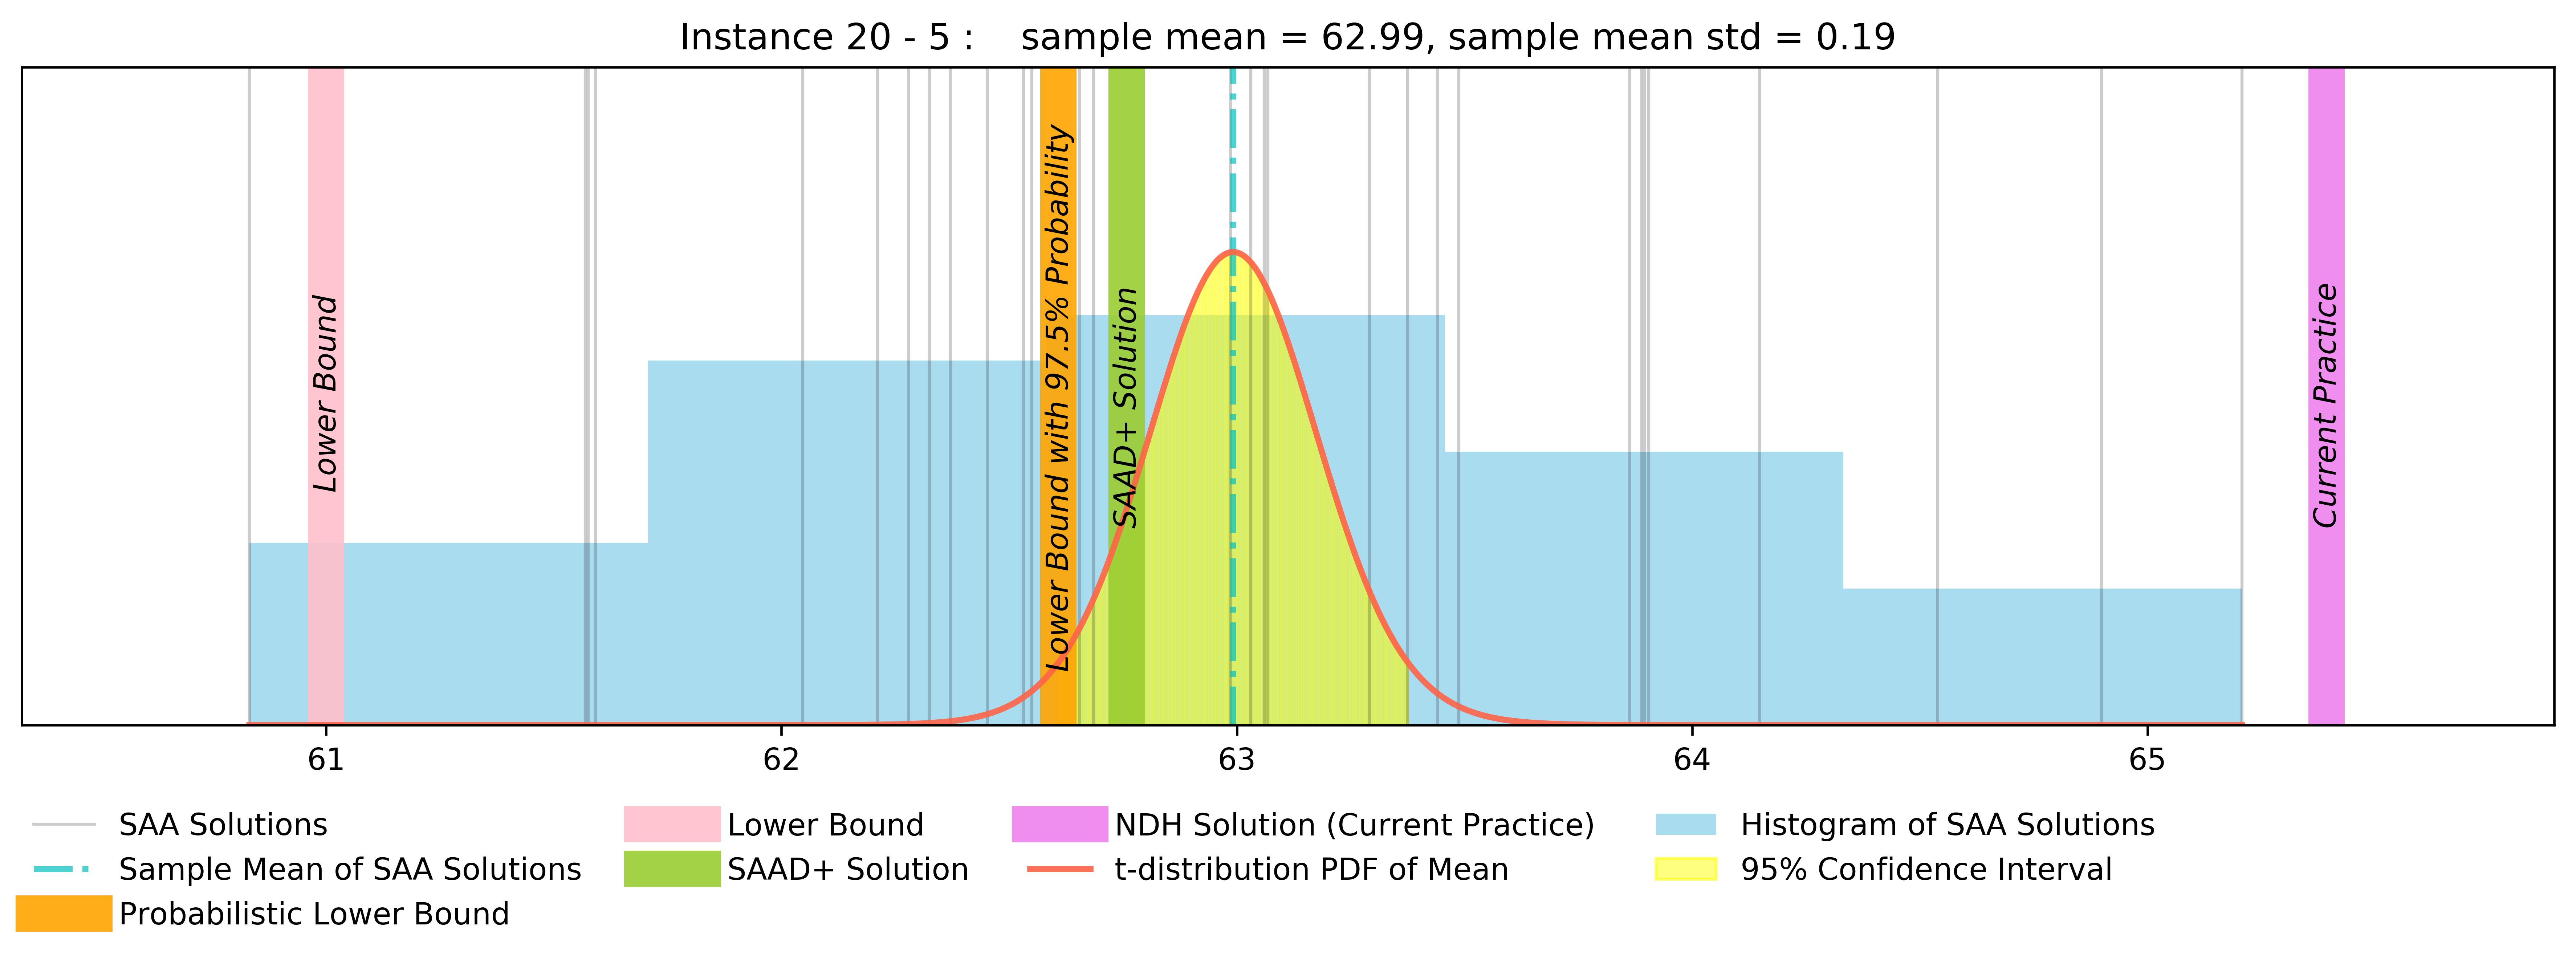 Instance 20 - 5 :    sample mean = 62.99, sample mean std = 0.19
Lower Bound
Lower Bound with 97.5% Probability
SAAD+ Solution
Current Practice
61 62 63 64 65
SAA Solutions
Sample Mean of SAA Solutions
Probabilistic Lower Bound
Lower Bound
SAAD+ Solution
NDH Solution (Current Practice)
t-distribution PDF of Mean
Histogram of SAA Solutions
95% Confidence Interval